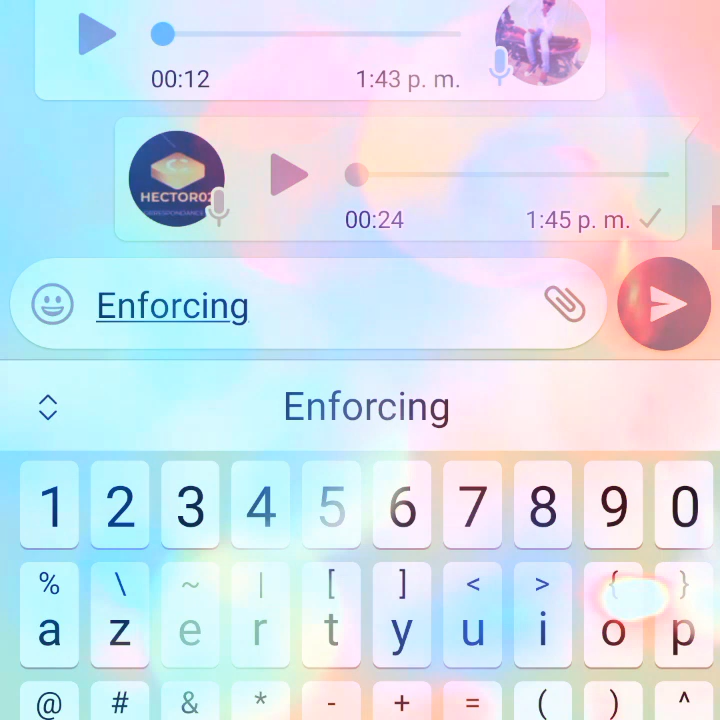 00:12 1:43 p. m.
HECTOR02
00:24 1:45 p. m.
Enforcing
Enforcing
1 2 3 4 5 6 7 8 9 0
% \ ~ | [ ] < > { }
a z e r t y u i o p
@ # & * - + = ( ) ^